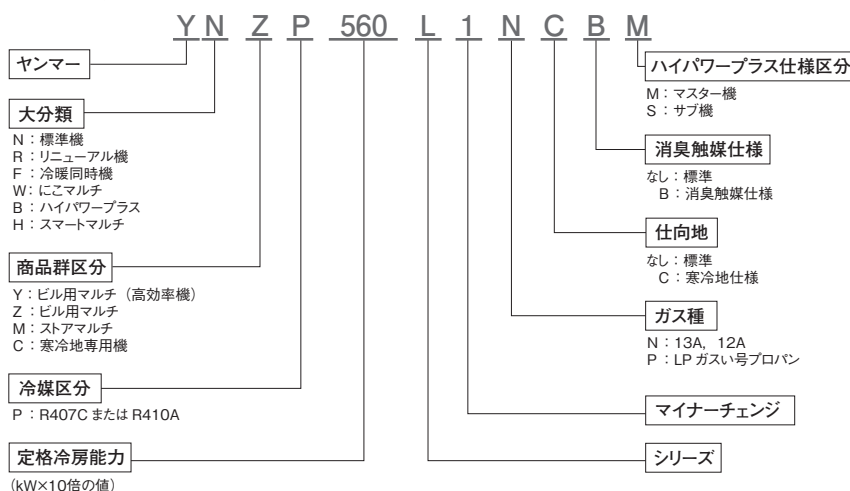 YNZP560L1NCBM
ヤンマー
大分類
N：標準機
R：リニューアル機
F：冷暖同時機
W：にこマルチ
B：ハイパワープラス
H：スマートマルチ
商品群区分
Y：ビル用マルチ（高効率機）
Z：ビル用マルチ
M：ストアマルチ
C：寒冷地専用機
冷媒区分
P：R407C または R410A
定格冷房能力
(kW×10倍の値)
ハイパワープラス仕様区分
M：マスター機
S：サブ機
消臭触媒仕様
なし：標準
B：消臭触媒仕様
仕向地
なし：標準
C：寒冷地仕様
ガス種
N：13A，12A
P：LP ガスい号プロパン
マイナーチェンジ
シリーズ